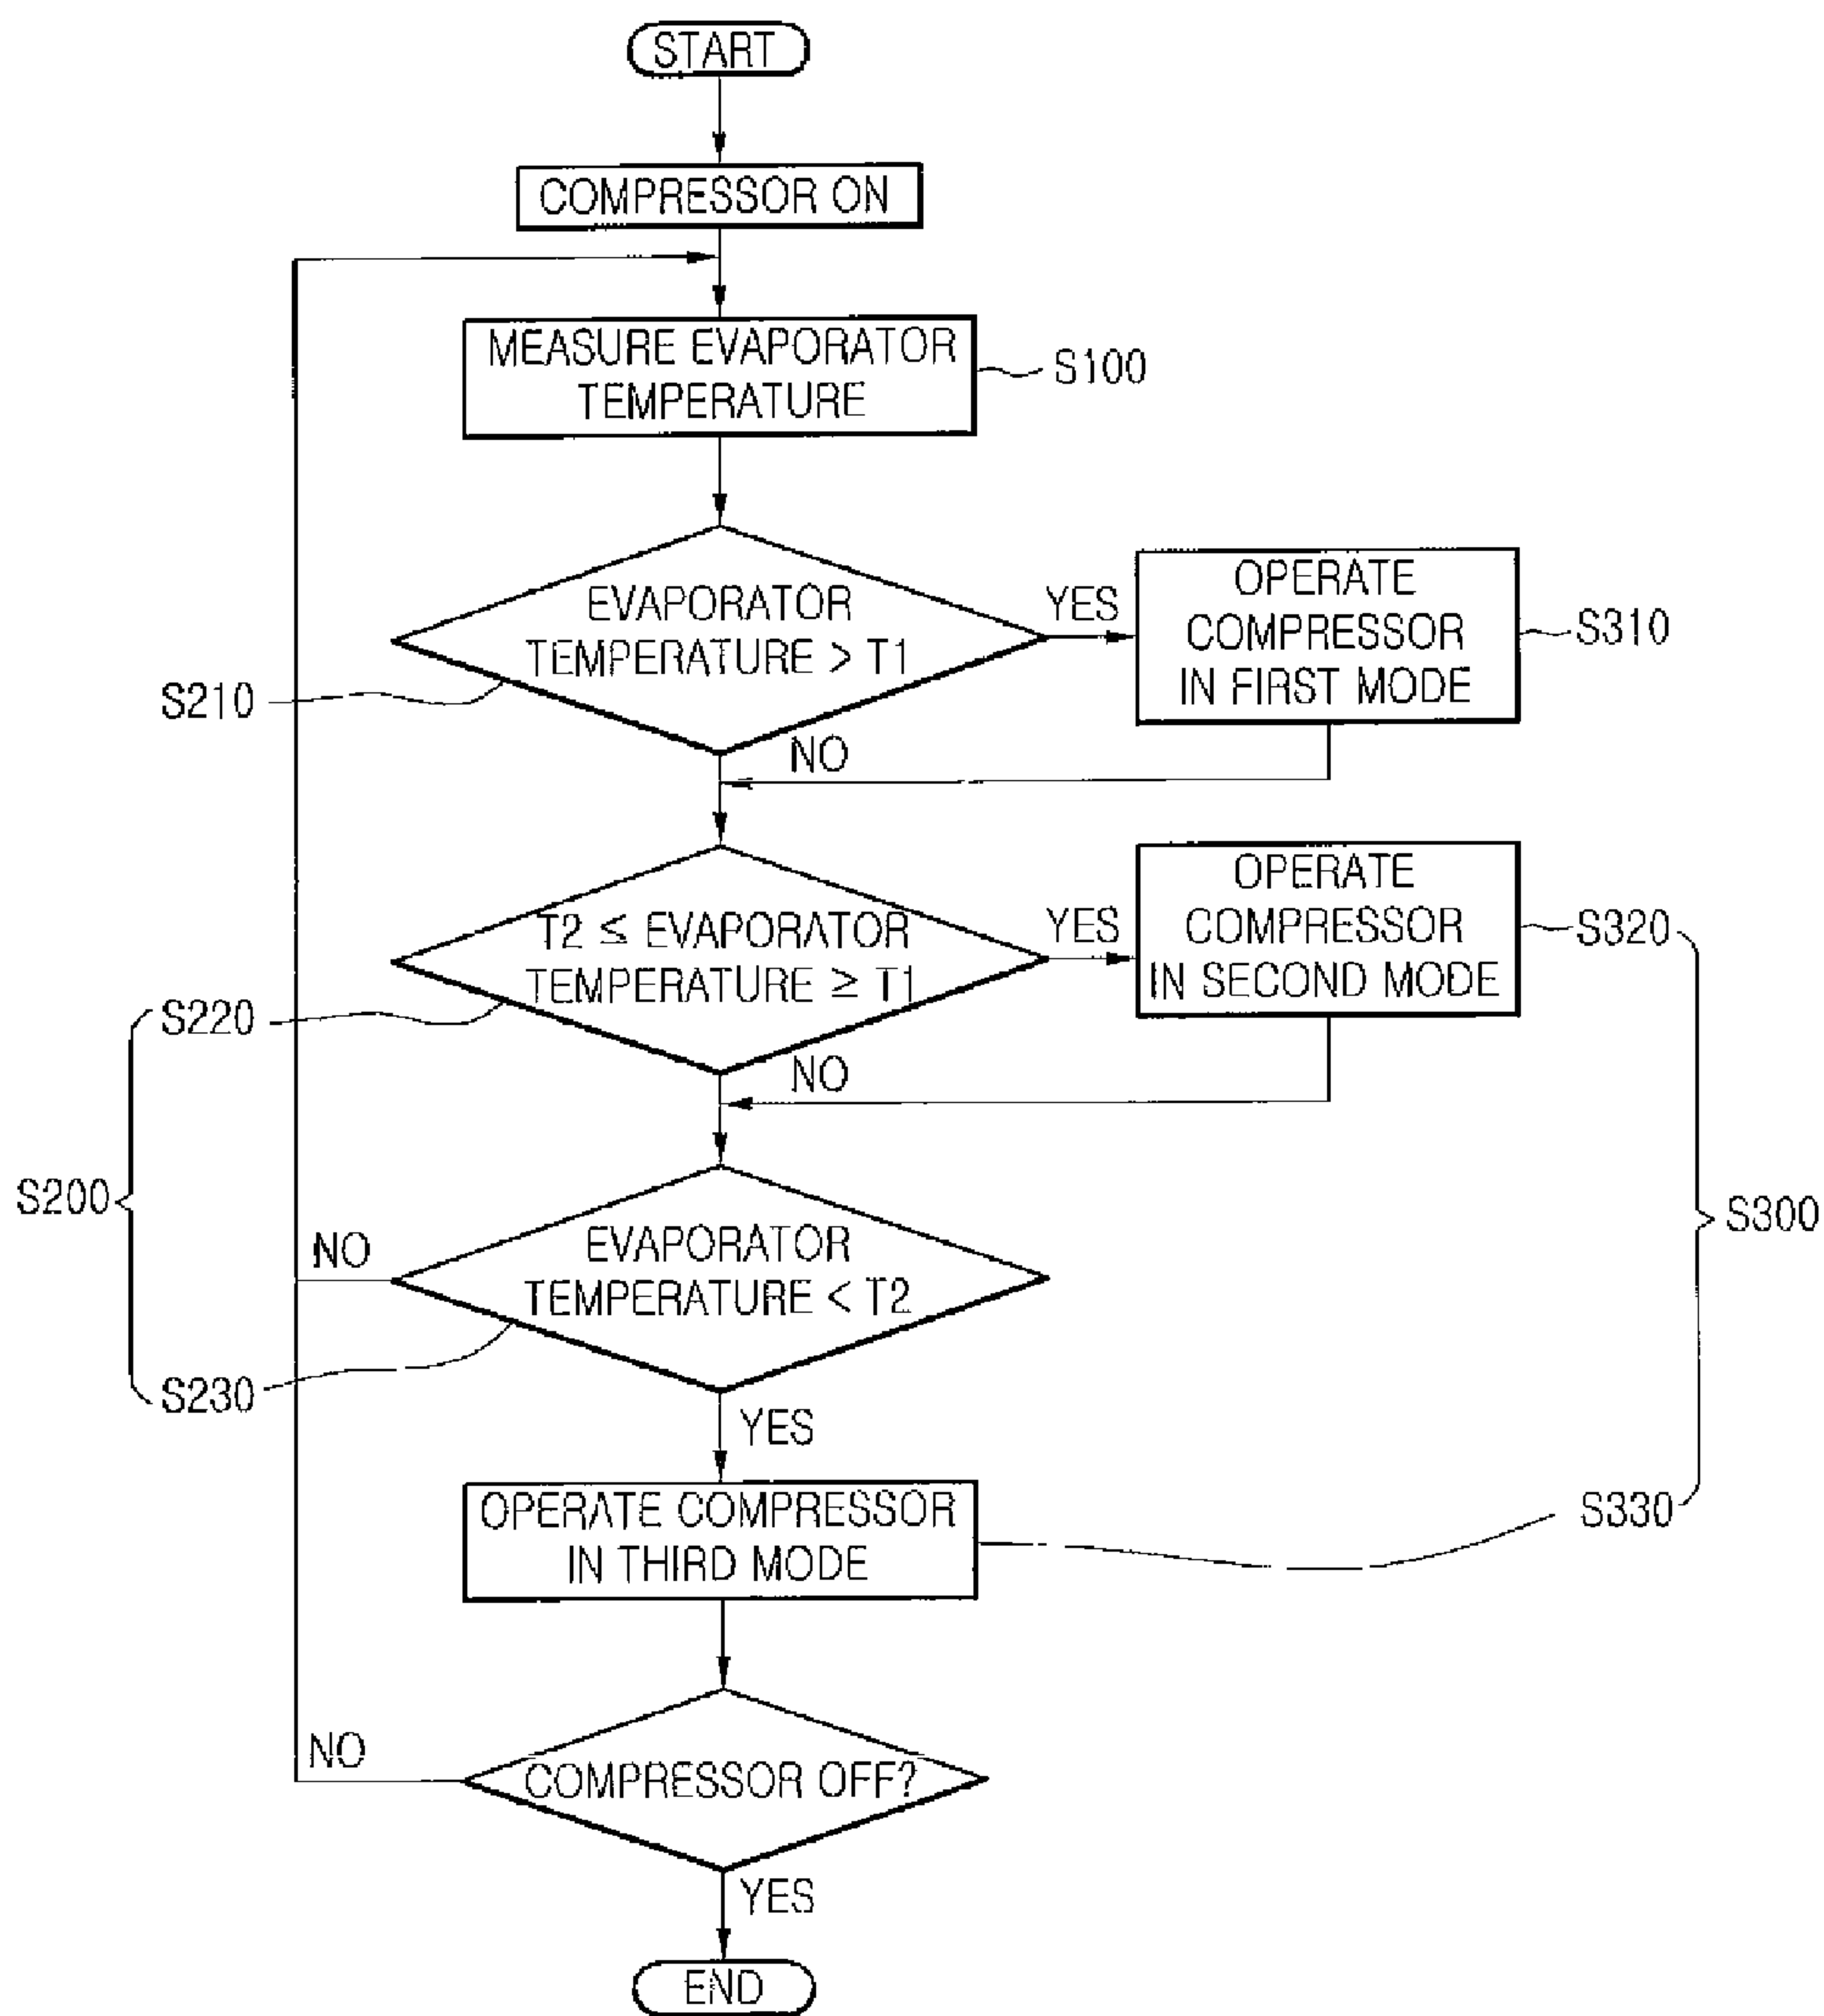 START
COMPRESSOR ON
MEASURE EVAPORATOR
TEMPERATURE
S100
EVAPORATOR
TEMPERATURE > T1
YES
OPERATE
COMPRESSOR
IN FIRST MODE
S310
S210
NO
T2 ≤ EVAPORATOR
TEMPERATURE ≥ T1
YES
OPERATE
COMPRESSOR
IN SECOND MODE
S320
S220
NO
S200
S300
EVAPORATOR
TEMPERATURE < T2
NO
S230
YES
OPERATE COMPRESSOR
IN THIRD MODE
S330
COMPRESSOR OFF?
NO
YES
END